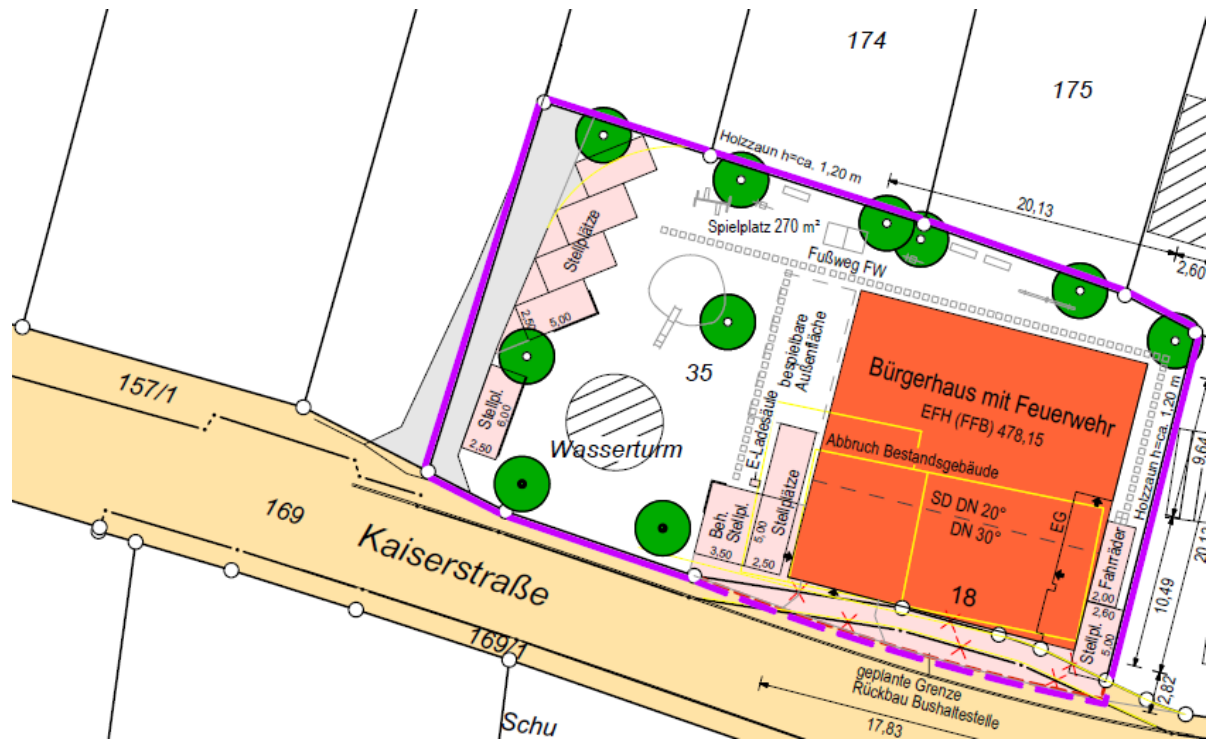 174
175
Holzzaun h=ca. 1,20 m
20,13
2,60
Spielplatz 270 m²
Fußweg FW
Stellplätze
2,50
5,00
bespielbare
Außenfläche
35
Bürgerhaus mit Feuerwehr
EFH (FFB) 478,15
157/1
Stellpl.
6,00
2,50
Wasserturm
E-Ladesäule
Abbruch Bestandsgebäude
Holzzaun h=ca. 1,20 m
9,64
SD DN 20°
DN 30°
EG
Beh.
Stellpl.
5,00
3,50
Stellplätze
2,50
Fahrräder
2,00
2,60
169
Kaiserstraße
18
Stellpl.
5,00
10,49
20,12
2,82
169/1
geplante Grenze
Rückbau Bushaltestelle
17,83
Schu